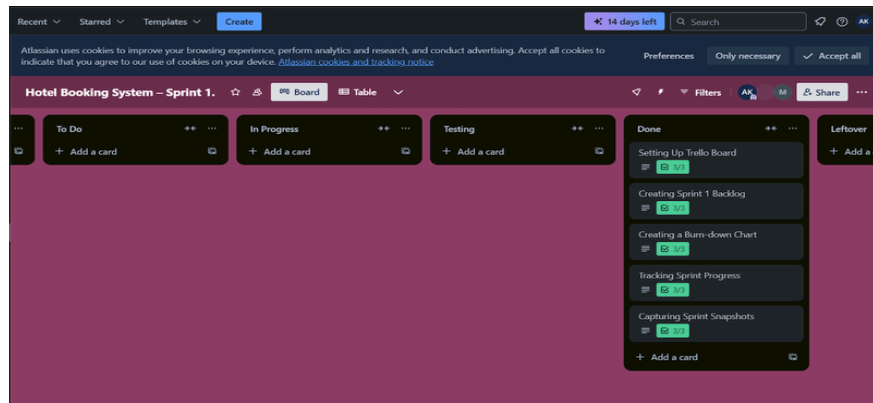 Recent Starred Templates Create 14 days left Search AK
Atlassian uses cookies to improve your browsing experience, perform analytics and research, and conduct advertising. Accept all cookies to
indicate that you agree to our use of cookies on your device. Atlassian cookies and tracking notice
Preferences Only necessary Accept all
Hotel Booking System – Sprint 1. Board Table Filters AK M Share
To Do
+ Add a card
In Progress
+ Add a card
Testing
+ Add a card
Done
Setting Up Trello Board
3/3
Creating Sprint 1 Backlog
3/3
Creating a Burn-down Chart
3/3
Tracking Sprint Progress
3/3
Capturing Sprint Snapshots
3/3
+ Add a card
Leftover
+ Add a